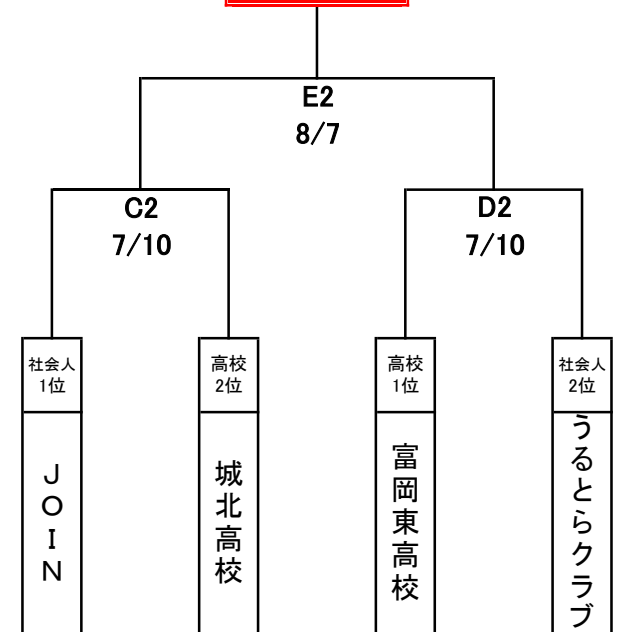 E2
8/7
C2
7/10
D2
7/10
社会人
1位
高校
2位
高校
1位
社会人
2位
JOIN
城北高校
富岡東高校
うるとらクラブ